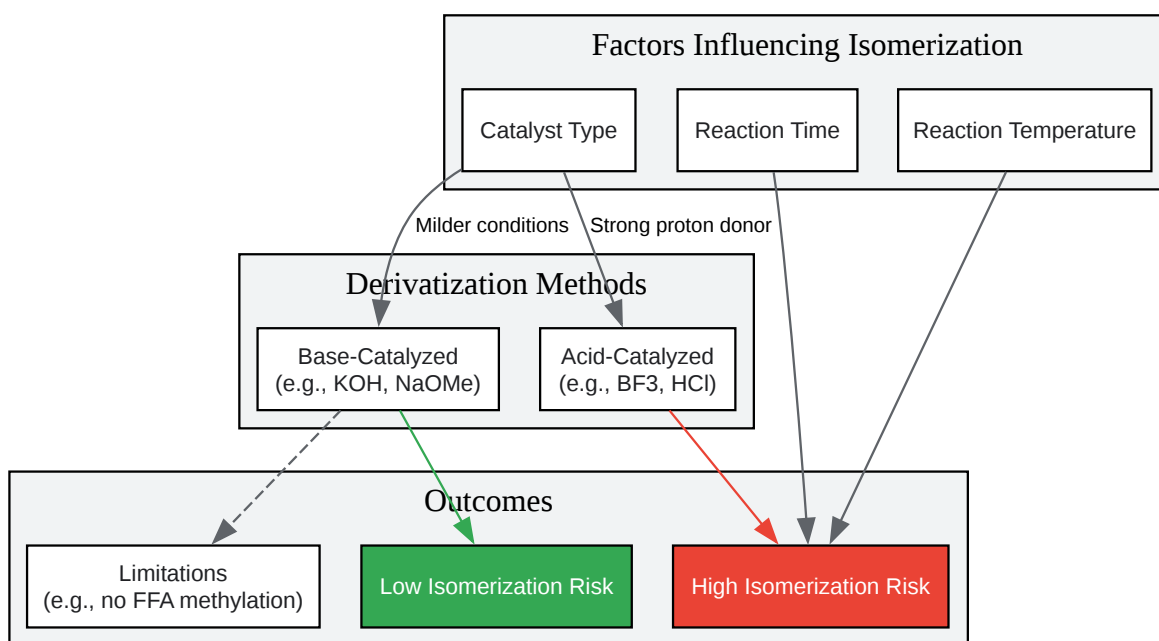 Factors Influencing Isomerization
Catalyst Type
Reaction Time
Reaction Temperature
Milder conditions
Strong proton donor
Derivatization Methods
Base-Catalyzed
(e.g., KOH, NaOMe)
Acid-Catalyzed
(e.g., BF3, HCl)
Outcomes
Limitations
(e.g., no FFA methylation)
Low Isomerization Risk
High Isomerization Risk